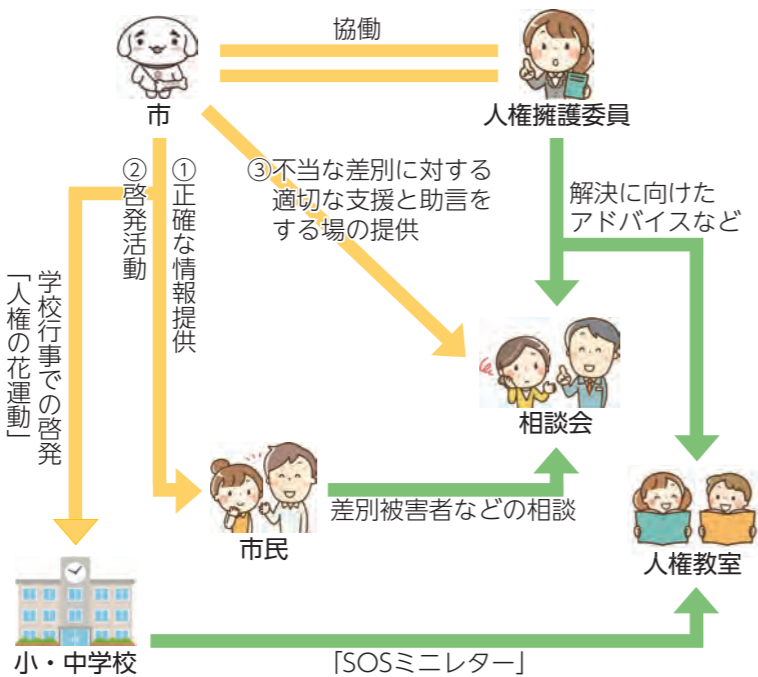 協働
市
人権擁護委員
①正確な情報提供
②啓発活動
③不当な差別に対する
適切な支援と助言を
する場の提供
解決に向けた
アドバイスなど
学校行事での啓発
「人権の花運動」
相談会
差別被害者などの相談
市民
人権教室
小・中学校
「SOSミニレター」